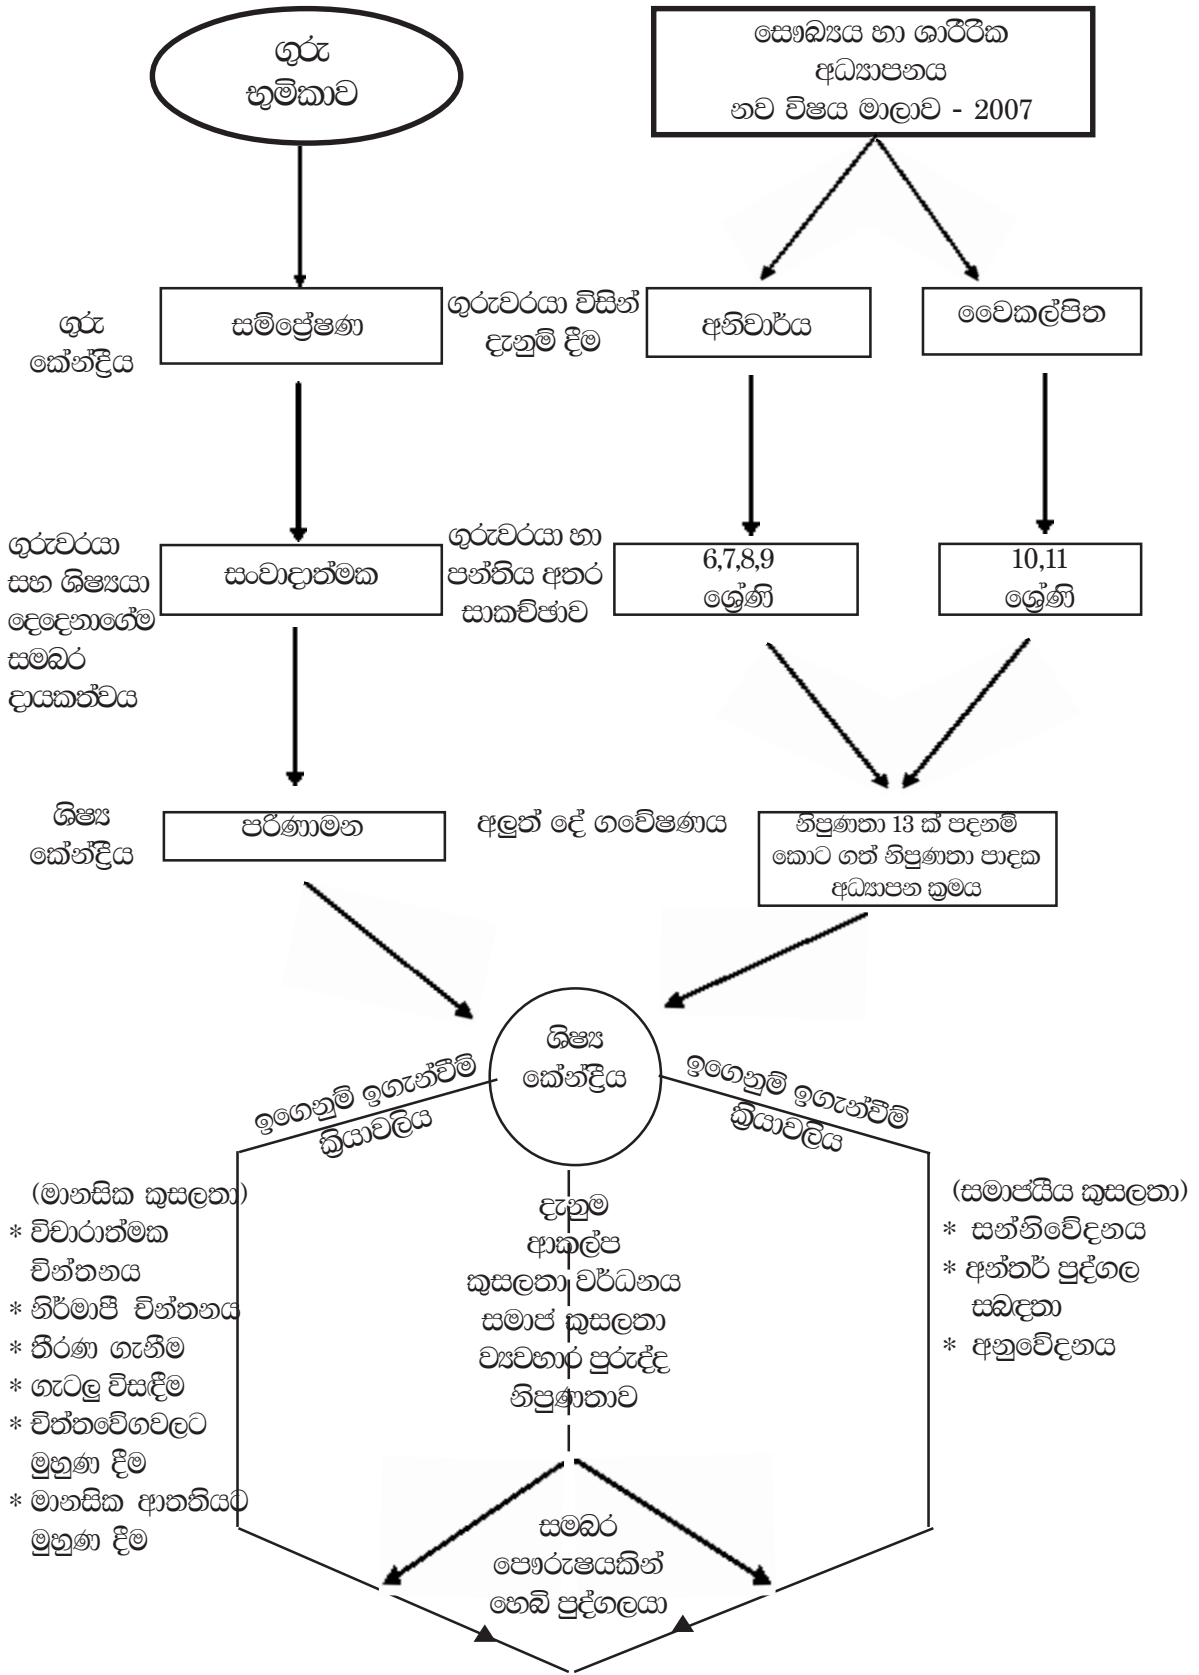 ගුරු
භූමිකාව
සෞඛ්‍යය හා ශාරීරික
අධ්‍යාපනය
නව විෂය මාලාව - 2007
ගුරු
කේන්ද්‍රීය
සම්ප්‍රේෂණ
ගුරුවරයා විසින්
දැනුම් දීම
අනිවාර්ය
වෛකල්පිත
ගුරුවරයා
සහ ශිෂ්‍යයා
දෙදෙනාගේම
සමබර
දායකත්වය
සංවාදාත්මක
ගුරුවරයා හා
පන්තිය අතර
සාකච්ඡාව
6,7,8,9
ශ්‍රේණි
10,11
ශ්‍රේණි
ශිෂ්‍ය
කේන්ද්‍රීය
පරිණාමන
අලුත් දේ ගවේෂණය
නිපුණතා 13 ක් පදනම්
කොට ගත් නිපුණතා පාදක
අධ්‍යාපන ක්‍රමය
ශිෂ්‍ය
කේන්ද්‍රීය
ඉගෙනුම් ඉගැන්වීම්
ක්‍රියාවලිය
ඉගෙනුම් ඉගැන්වීම්
ක්‍රියාවලිය
(මානසික කුසලතා)
* විචාරාත්මක
චින්තනය
* නිර්මාපී චින්තනය
* තීරණ ගැනීම
* ගැටලු විසඳීම
* චිත්තවේගවලට
මුහුණ දීම
* මානසික ආතතියට
මුහුණ දීම
දැනුම
ආකල්ප
කුසලතා වර්ධනය
සමාජ කුසලතා
ව්‍යවහාර පුරුද්ද
නිපුණතාව
(සමාජයීය කුසලතා)
* සන්නිවේදනය
* අන්තර් පුද්ගල
සබඳතා
* අනුවේදනය
සමබර
පෞරුෂයකින්
හෙබි පුද්ගලයා